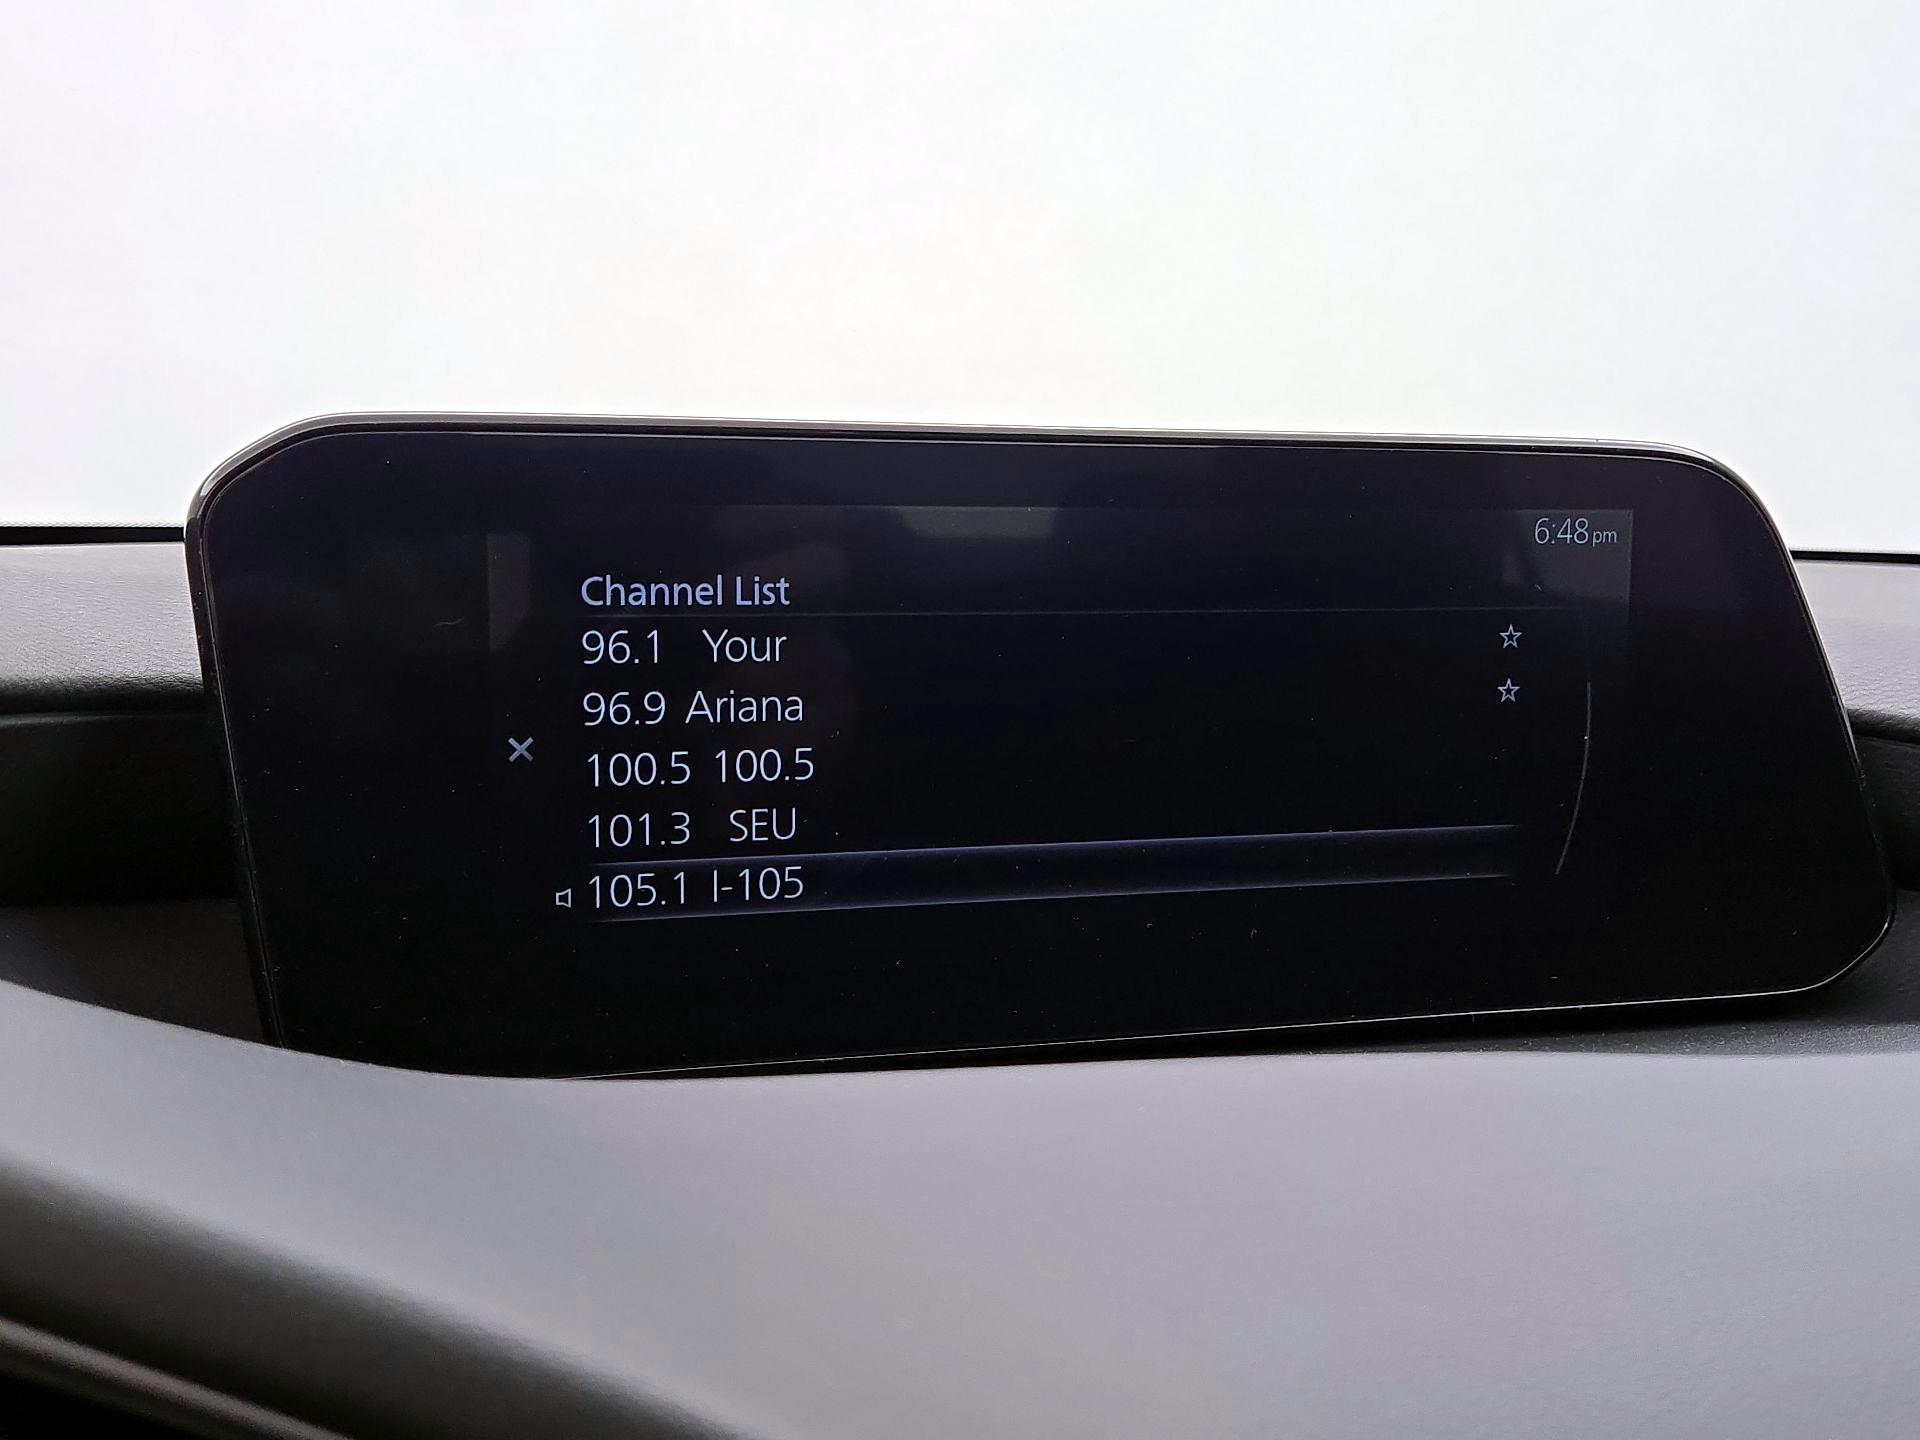 6:48pm
Channel List
96.1 Your
96.9 Ariana
100.5 100.5
101.3 SEU
105.1 I-105